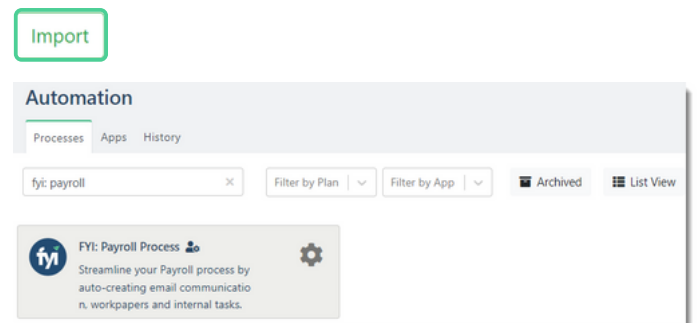 Import
Automation
Processes Apps History
fyi: payroll × Filter by Plan Filter by App Archived List View
fyi
FYI: Payroll Process
Streamline your Payroll process by
auto-creating email communicatio
n, workpapers and internal tasks.